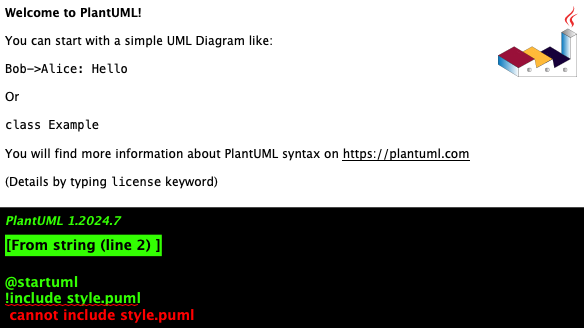 Welcome to PlantUML!
You can start with a simple UML Diagram like:
Bob->Alice: Hello
Or
class Example
You will find more information about PlantUML syntax on https://plantuml.com
(Details by typing license keyword)
PlantUML 1.2024.7
[From string (line 2) ]
@startuml
!include style.puml
cannot include style.puml